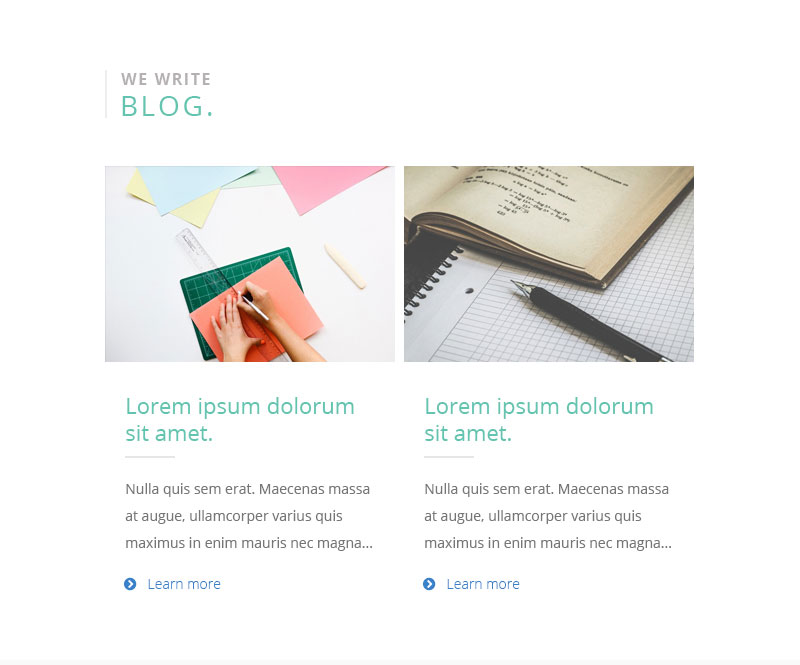 WE WRITE
BLOG.
Lorem ipsum dolorum
sit amet.
Nulla quis sem erat. Maecenas massa
at augue, ullamcorper varius quis
maximus in enim mauris nec magna...
Learn more
Lorem ipsum dolorum
sit amet.
Nulla quis sem erat. Maecenas massa
at augue, ullamcorper varius quis
maximus in enim mauris nec magna...
Learn more